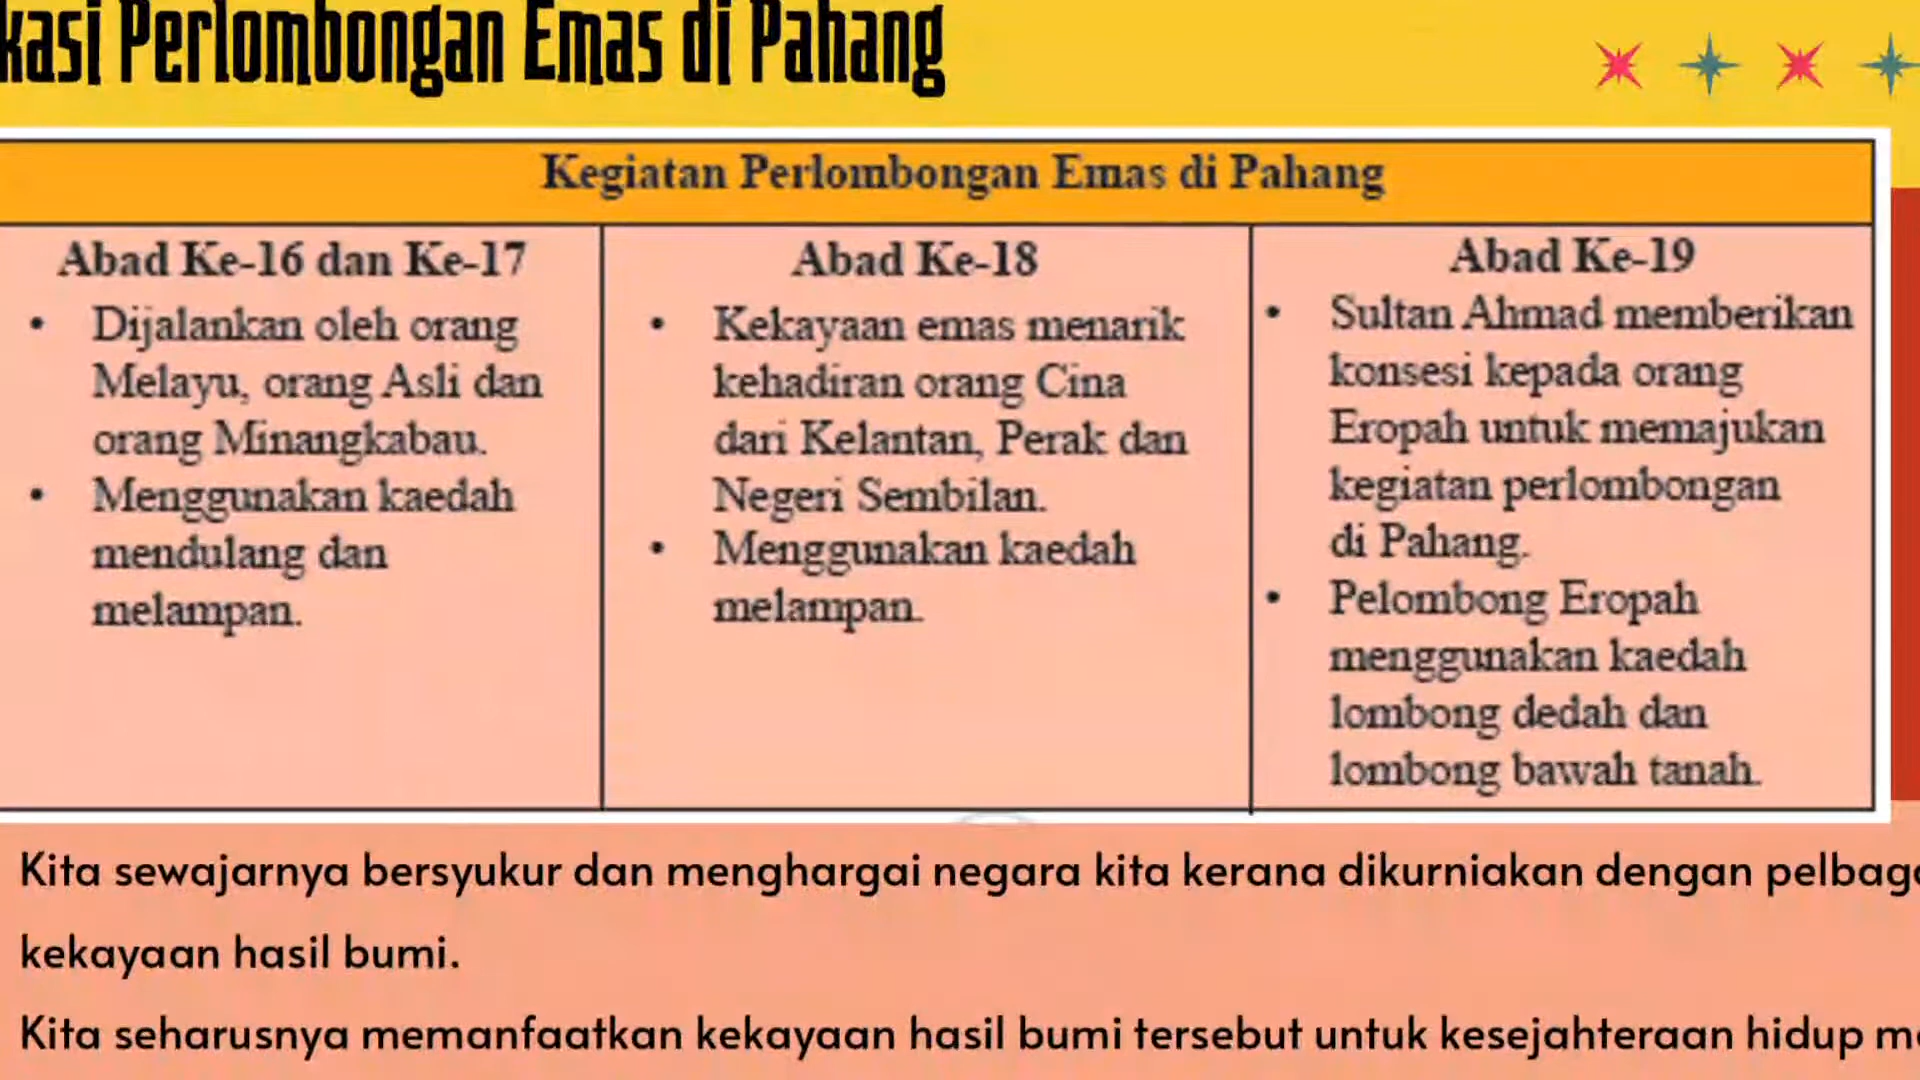 Perlombongan Emas di Pahang
Kegiatan Perlombongan Emas di Pahang
Abad Ke-16 dan Ke-17
• Dijalankan oleh orang
Melayu, orang Asli dan
orang Minangkabau.
• Menggunakan kaedah
mendulang dan
melampan.
Abad Ke-18
• Kekayaan emas menarik
kehadiran orang Cina
dari Kelantan, Perak dan
Negeri Sembilan.
• Menggunakan kaedah
melampan.
Abad Ke-19
• Sultan Ahmad memberikan
konsesi kepada orang
Eropah untuk memajukan
kegiatan perlombongan
di Pahang.
• Pelombong Eropah
menggunakan kaedah
lombong dedah dan
lombong bawah tanah.
Kita sewajarnya bersyukur dan menghargai negara kita kerana dikurniakan dengan
kekayaan hasil bumi.
Kita seharusnya memanfaatkan kekayaan hasil bumi tersebut untuk kesejahteraan hidup